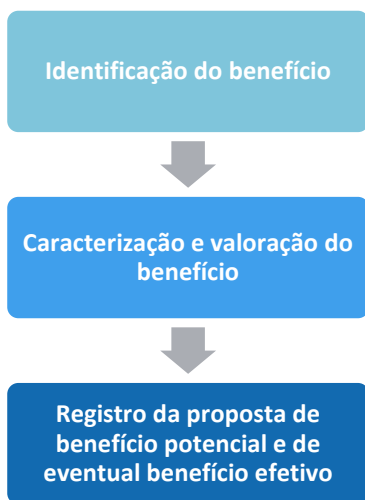 Identificação do benefício
Caracterização e valoração do
benefício
Registro da proposta de
benefício potencial e de
eventual benefício efetivo